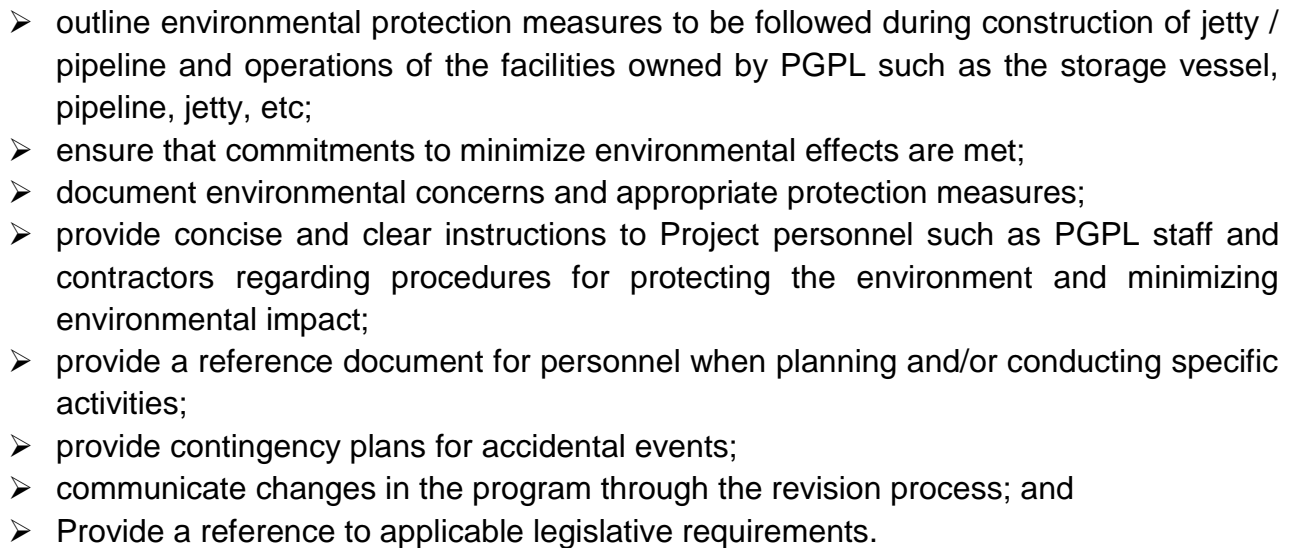 ➢ outline environmental protection measures to be followed during construction of jetty /
pipeline and operations of the facilities owned by PGPL such as the storage vessel,
pipeline, jetty, etc;
➢ ensure that commitments to minimize environmental effects are met;
➢ document environmental concerns and appropriate protection measures;
➢ provide concise and clear instructions to Project personnel such as PGPL staff and
contractors regarding procedures for protecting the environment and minimizing
environmental impact;
➢ provide a reference document for personnel when planning and/or conducting specific
activities;
➢ provide contingency plans for accidental events;
➢ communicate changes in the program through the revision process; and
➢ Provide a reference to applicable legislative requirements.